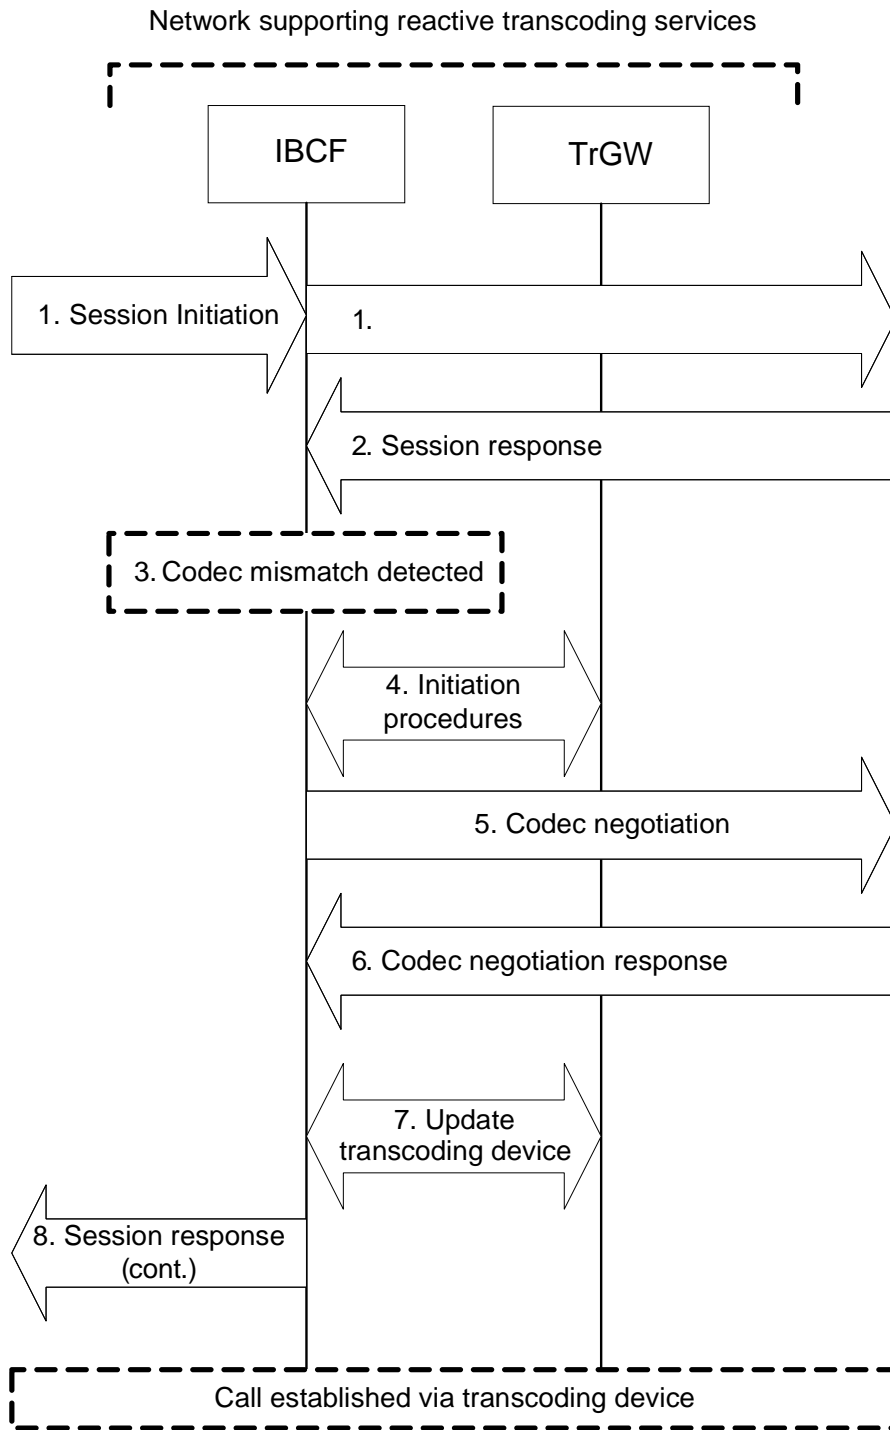 Network supporting reactive transcoding services
IBCF
TrGW
1. Session Initiation
1.
2. Session response
3. Codec mismatch detected
4. Initiation
procedures
5. Codec negotiation
6. Codec negotiation response
7. Update
transcoding device
8. Session response
(cont.)
Call established via transcoding device